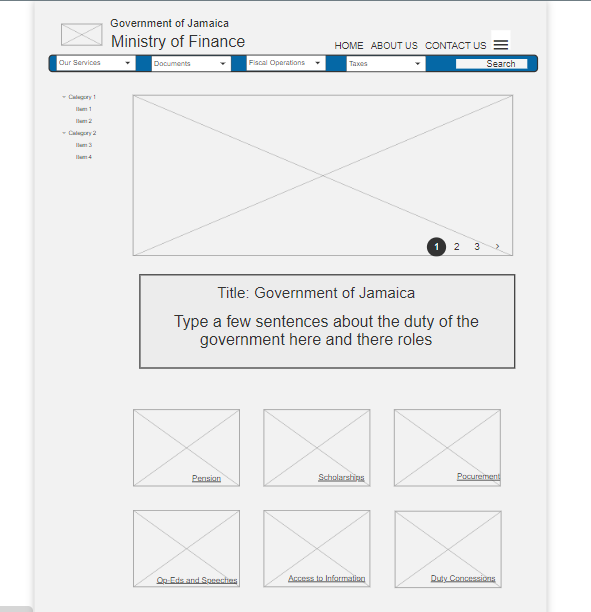 Government of Jamaica
Ministry of Finance
HOME ABOUT US CONTACT US
Our Services Documents Fiscal Operations Taxes Search
Category 1
Item 1
Item 2
Category 2
Item 3
Item 4
1 2 3 >
Title: Government of Jamaica
Type a few sentences about the duty of the
government here and there roles
Pension Scholarships Pocurement
Op-Eds and Speeches Access to Information Duty Concessions